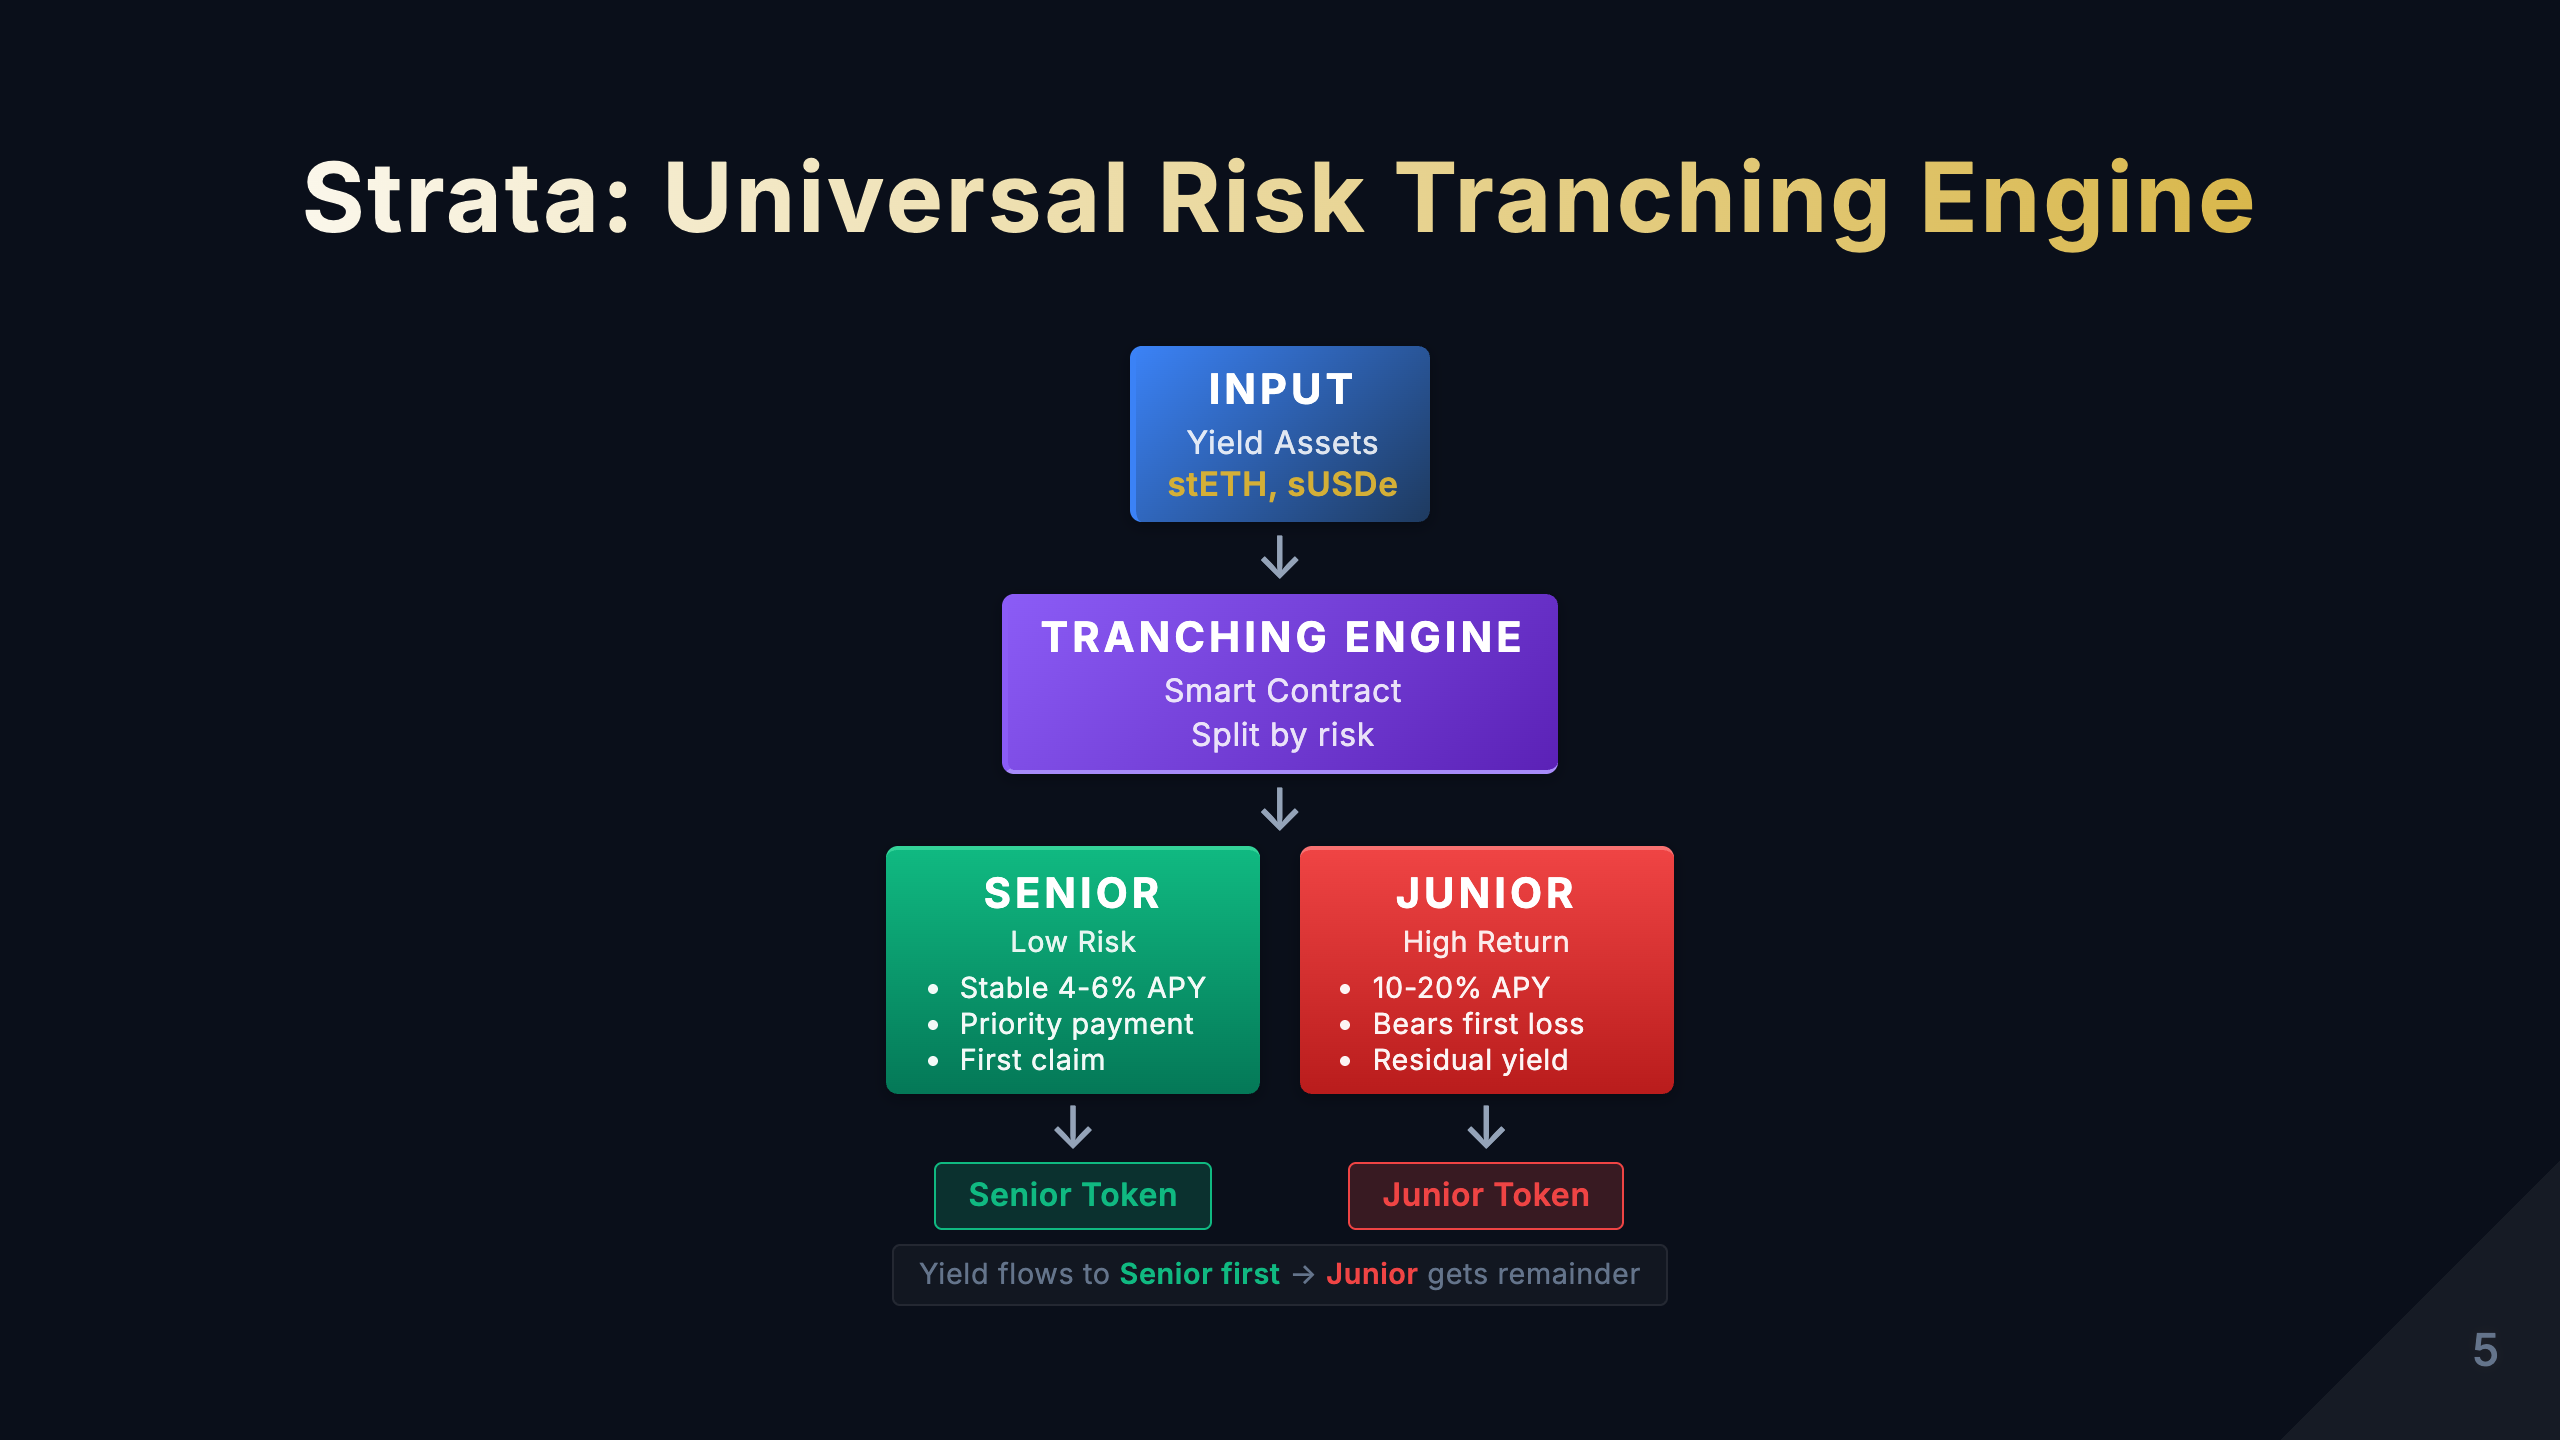 Strata: Universal Risk Tranching Engine
INPUT
Yield Assets
stETH, sUSDe
↓
TRANCHING ENGINE
Smart Contract
Split by risk
↓
SENIOR
Low Risk
• Stable 4-6% APY
• Priority payment
• First claim
↓
Senior Token
JUNIOR
High Return
• 10-20% APY
• Bears first loss
• Residual yield
↓
Junior Token
Yield flows to Senior first → Junior gets remainder
5